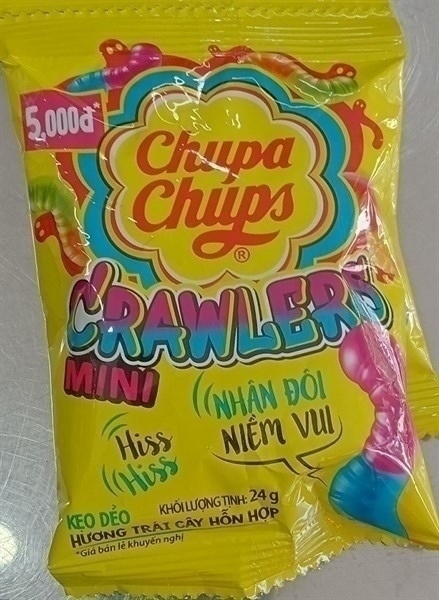 5.000đ*
Chupa
Chups
®
CRAWLERS
MINI
NHÂN ĐÔI
NIỀM VUI
Hiss
Hiss
KHỐI LƯỢNG TỊNH: 24 g
KẸO DẺO
HƯƠNG TRÁI CÂY HỖN HỢP
*Giá bán lẻ khuyến nghị